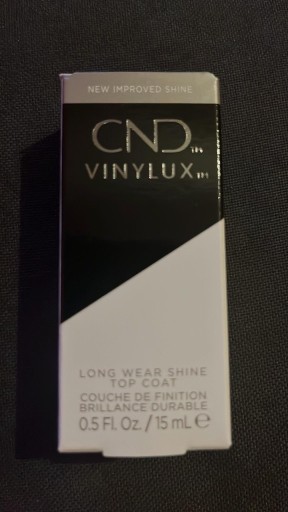 NEW IMPROVED SHINE
CND™
VINYLUX™
LONG WEAR SHINE
TOP COAT
COUCHE DE FINITION
BRILLANCE DURABLE
0.5 Fl. Oz. / 15 mL ℮